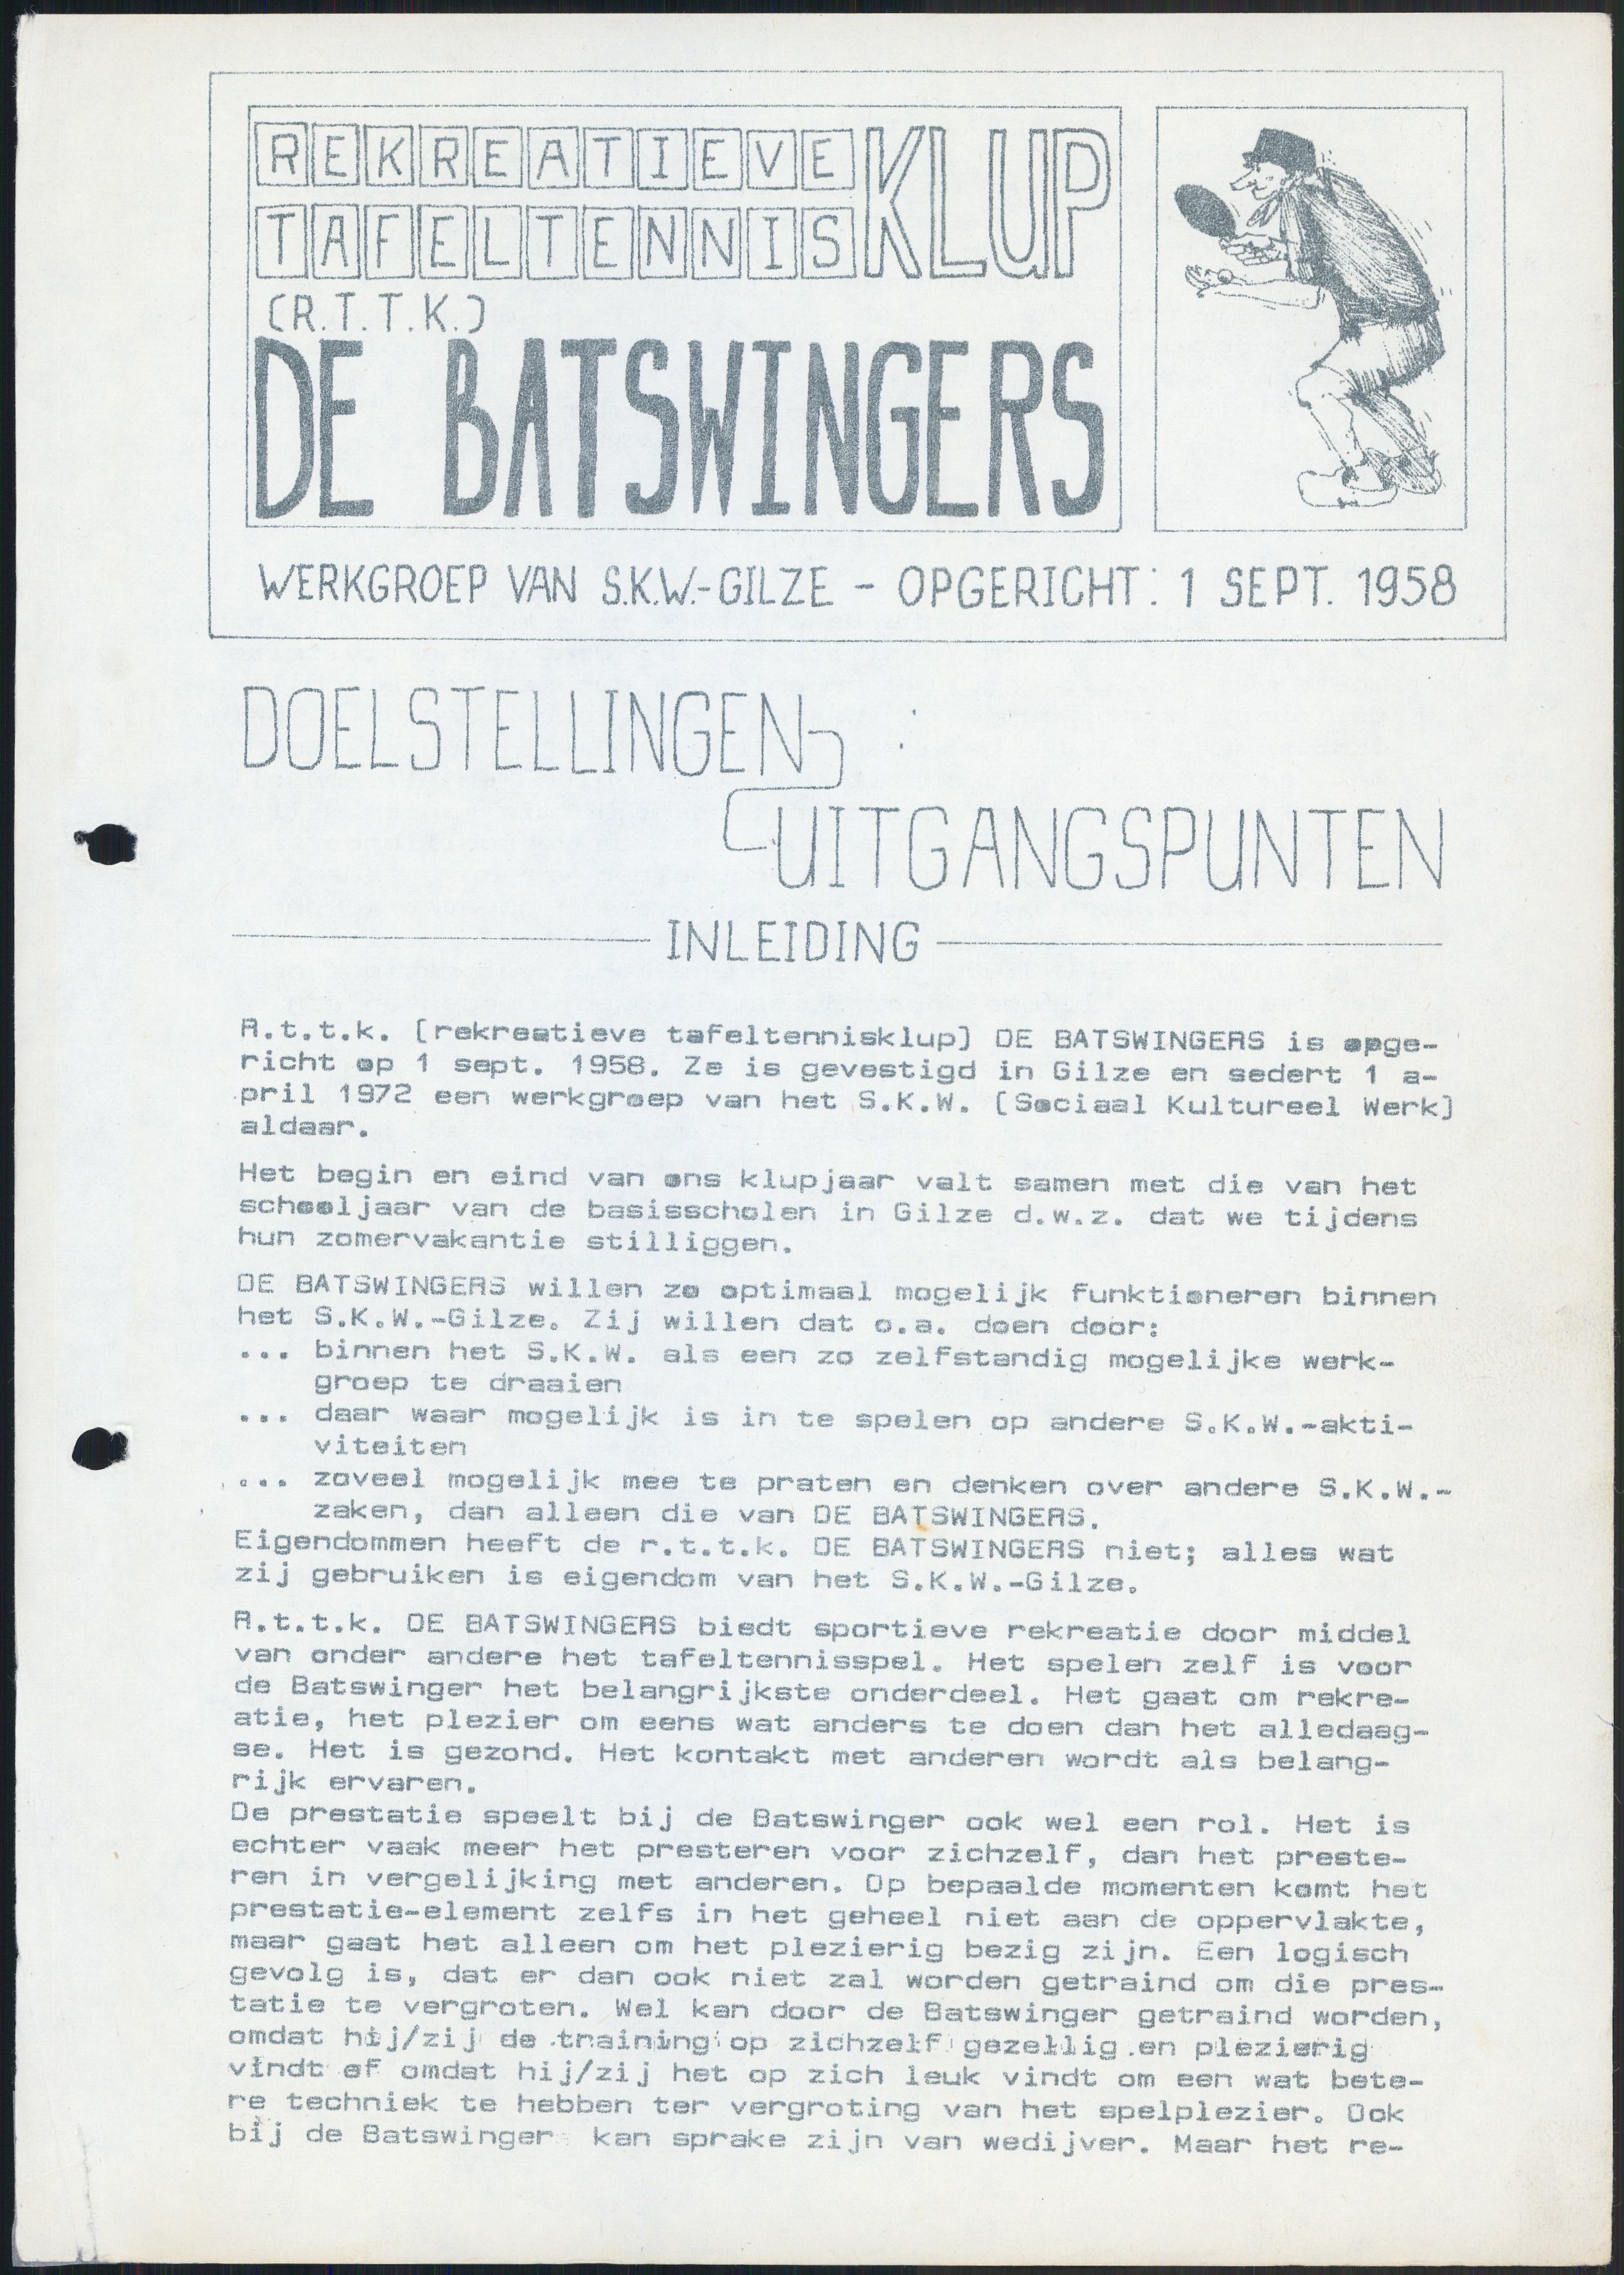 REKREATIEVE KLUP
TAFELTENNIS
(R.T.T.K.)
DE BATSWINGERS
WERKGROEP VAN S.K.W.-GILZE - OPGERICHT: 1 SEPT. 1958
DOELSTELLINGEN :
UITGANGSPUNTEN
INLEIDING
R.t.t.k. (rekreatieve tafeltennisklup) DE BATSWINGERS is opge-
richt op 1 sept. 1958. Ze is gevestigd in Gilze en sedert 1 a-
pril 1972 een werkgroep van het S.K.W. (Sociaal Kultureel Werk)
aldaar.
Het begin en eind van ons klupjaar valt samen met die van het
schooljaar van de basisscholen in Gilze d.w.z. dat we tijdens
hun zomervakantie stilliggen.
DE BATSWINGERS willen zo optimaal mogelijk funktioneren binnen
het S.K.W.-Gilze. Zij willen dat o.a. doen door:
... binnen het S.K.W. als een zo zelfstandig mogelijke werk-
groep te draaien
... daar waar mogelijk is in te spelen op andere S.K.W.-akti-
viteiten
... zoveel mogelijk mee te praten en denken over andere S.K.W.-
zaken, dan alleen die van DE BATSWINGERS.
Eigendommen heeft de r.t.t.k. DE BATSWINGERS niet; alles wat
zij gebruiken is eigendom van het S.K.W.-Gilze.
R.t.t.k. DE BATSWINGERS biedt sportieve rekreatie door middel
van onder andere het tafeltennisspel. Het spelen zelf is voor
de Batswinger het belangrijkste onderdeel. Het gaat om rekre-
atie, het plezier om eens wat anders te doen dan het alledaag-
se. Het is gezond. Het kontakt met anderen wordt als belang-
rijk ervaren.
De prestatie speelt bij de Batswinger ook wel een rol. Het is
echter vaak meer het presteren voor zichzelf, dan het preste-
ren in vergelijking met anderen. Op bepaalde momenten komt het
prestatie-element zelfs in het geheel niet aan de oppervlakte,
maar gaat het alleen om het plezierig bezig zijn. Een logisch
gevolg is, dat er dan ook niet zal worden getraind om die pres-
tatie te vergroten. Wel kan door de Batswinger getraind worden,
omdat hij/zij de training op zichzelf gezellig en plezierig
vindt of omdat hij/zij het op zich leuk vindt om een wat bete-
re techniek te hebben ter vergroting van het spelplezier. Ook
bij de Batswinger kan sprake zijn van wedijver. Maar het re-